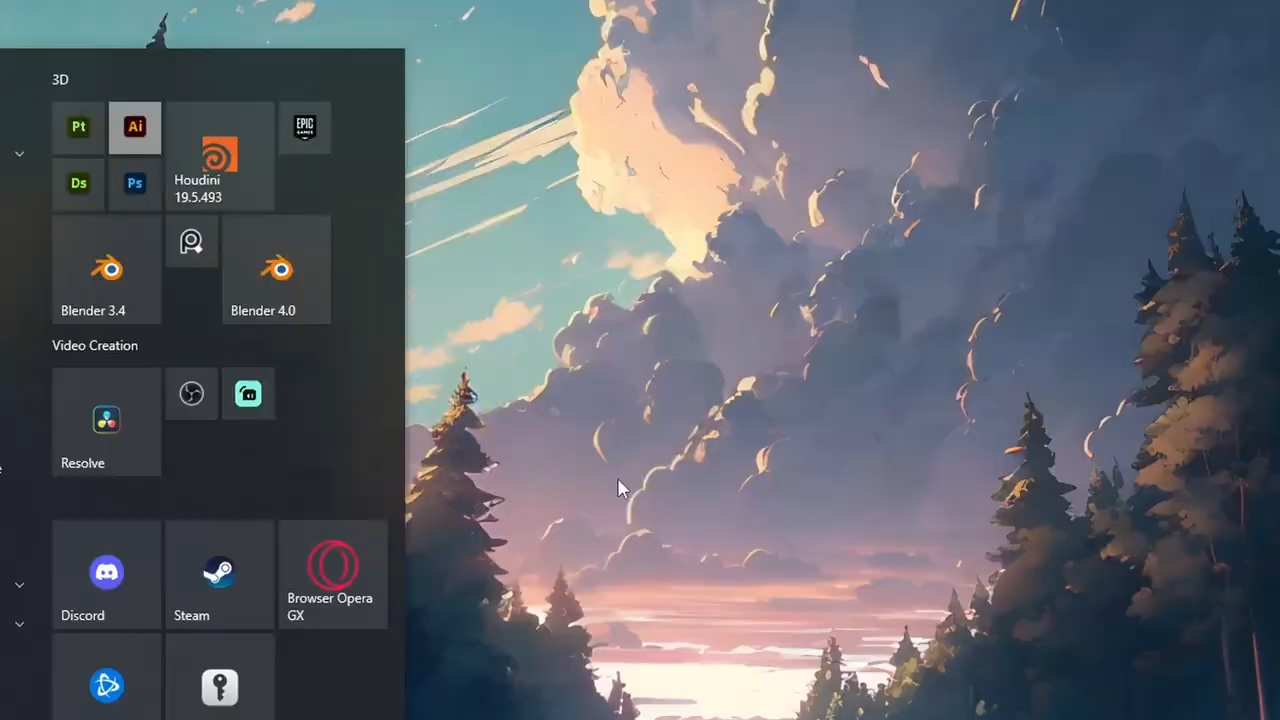 3D
Pt
Ai
EPIC
GAMES
Ds
Ps
Houdini
19.5.493
Blender 3.4
Blender 4.0
Video Creation
Resolve
Discord
Steam
Browser Opera
GX